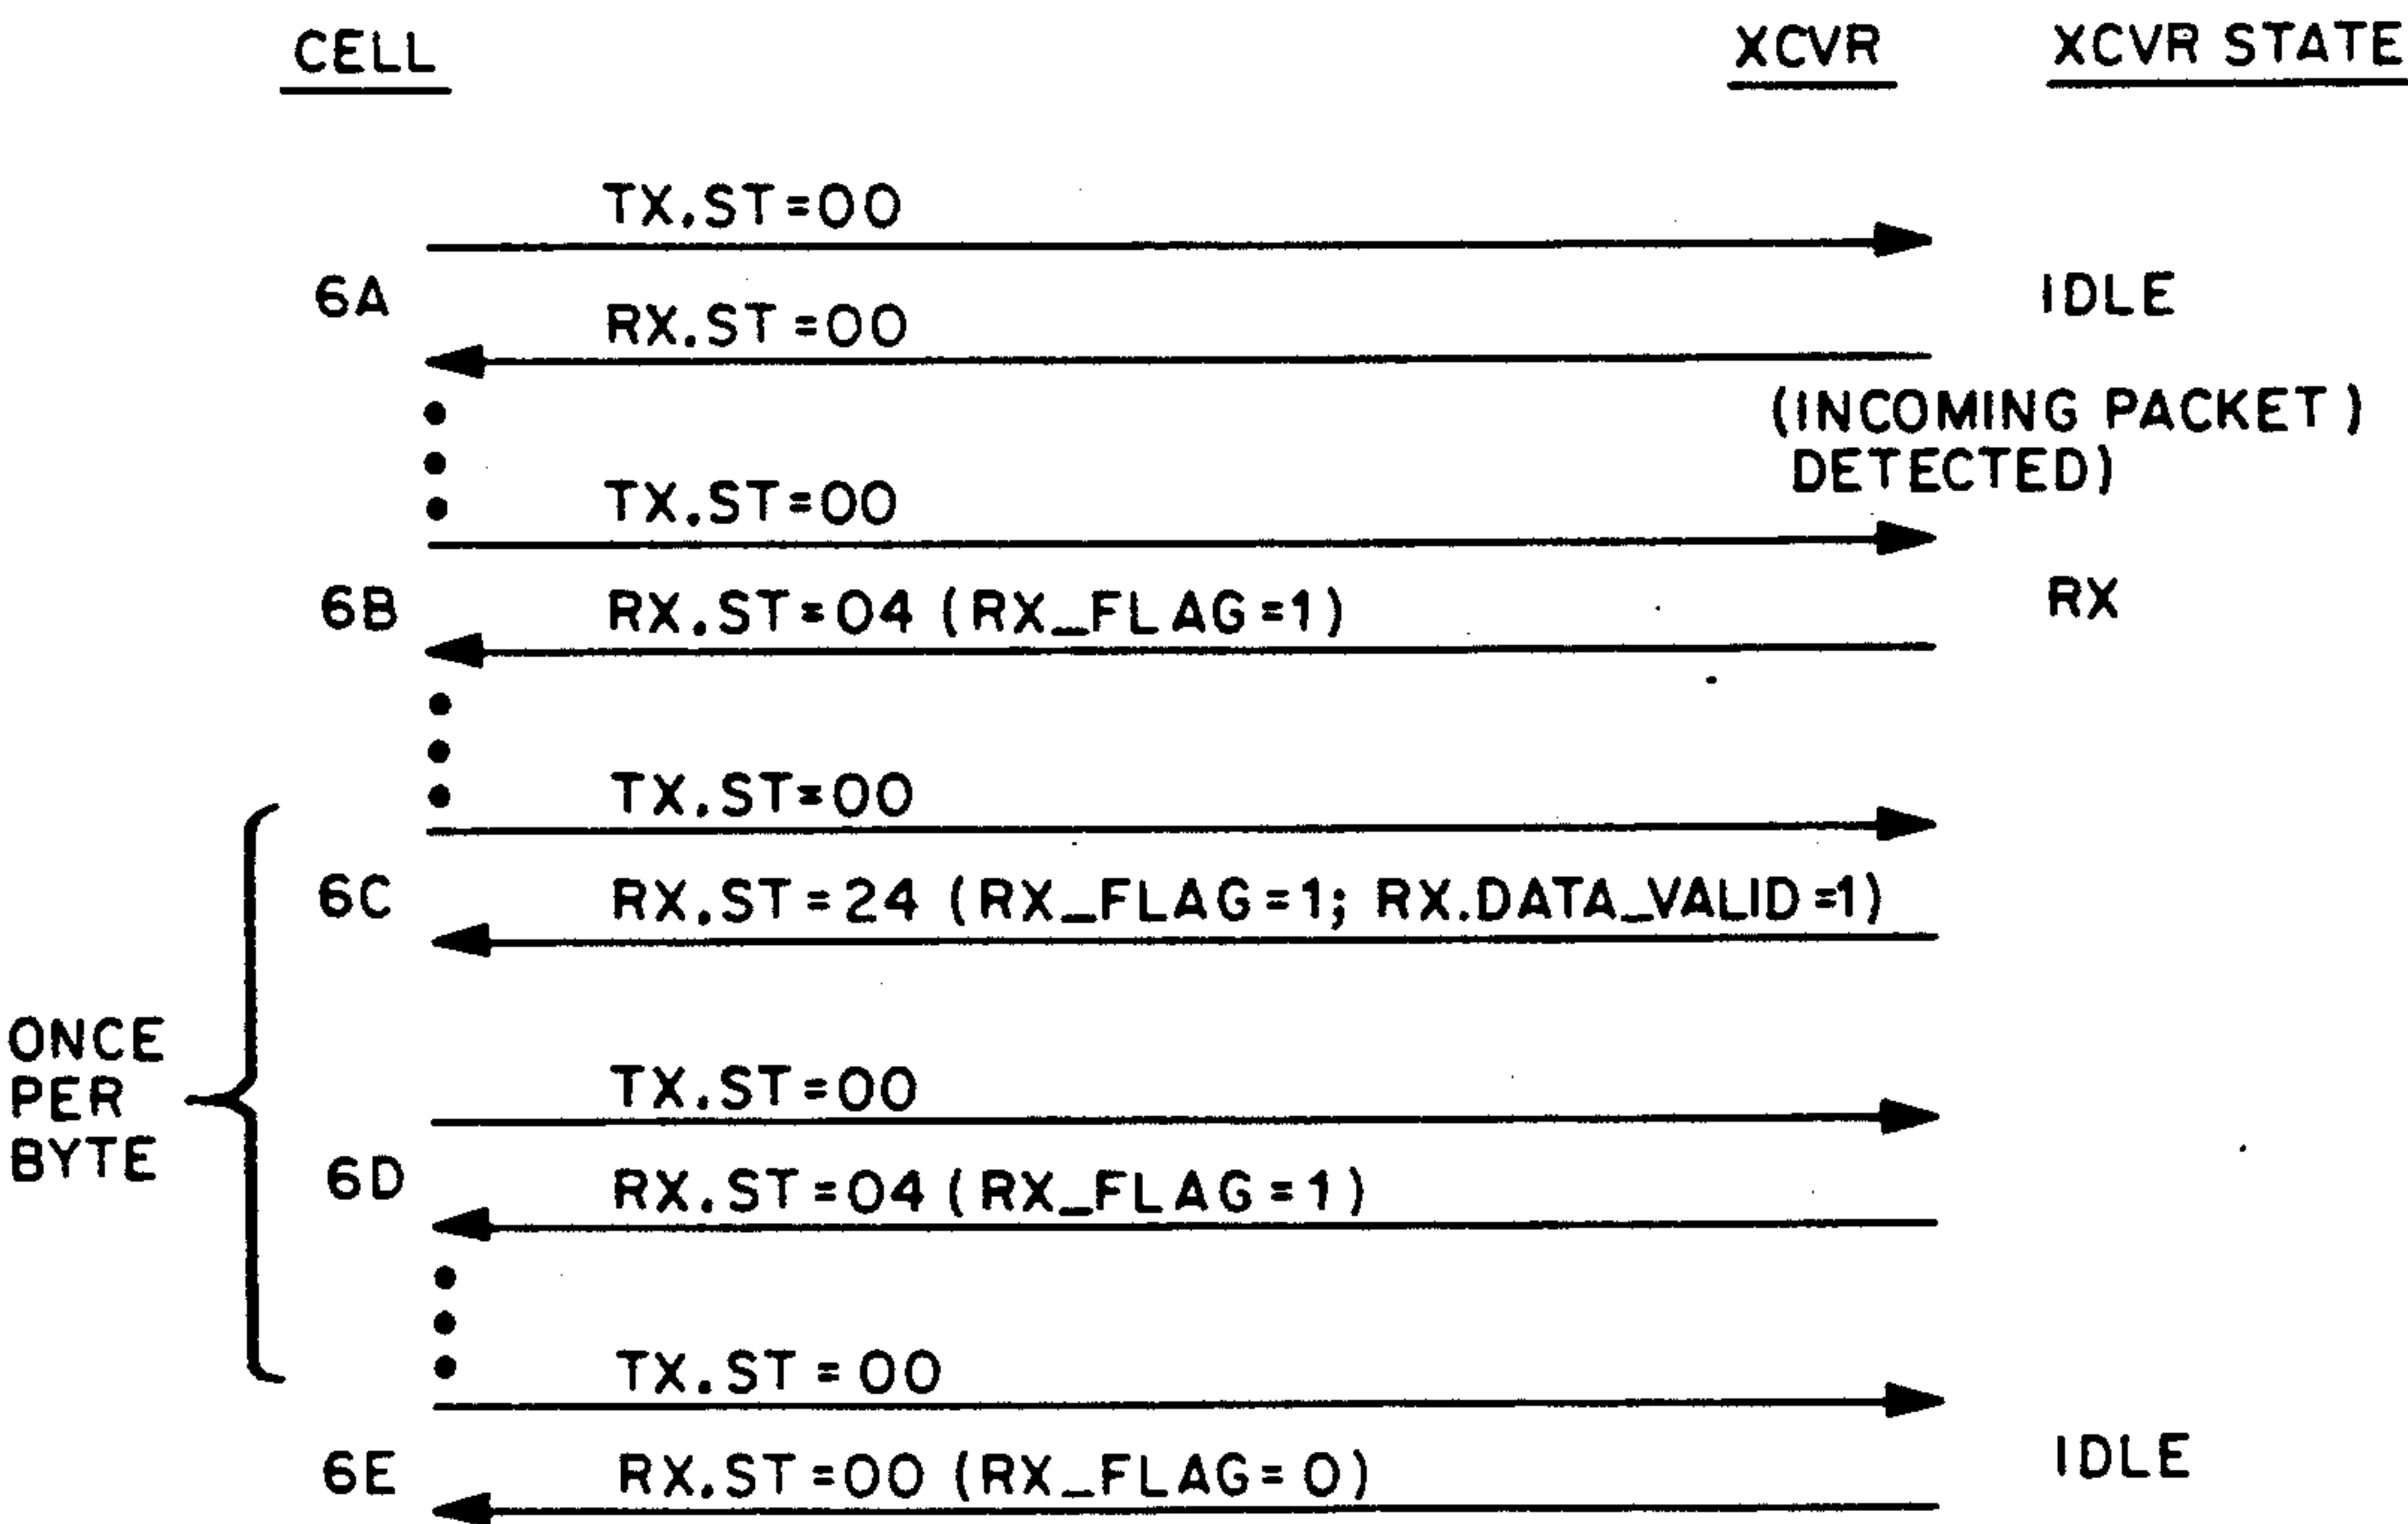 CELL XCVR XCVR STATE
TX.ST=00
6A IDLE
RX.ST=00
(INCOMING PACKET)
DETECTED)
TX.ST=00
6B RX.ST=04 (RX_FLAG=1) RX
TX.ST=00
6C RX.ST=24 (RX_FLAG=1; RX.DATA_VALID=1)
ONCE
PER
BYTE
TX.ST=00
6D RX.ST=04 (RX_FLAG=1)
TX.ST=00
6E RX.ST=00 (RX_FLAG=0) IDLE